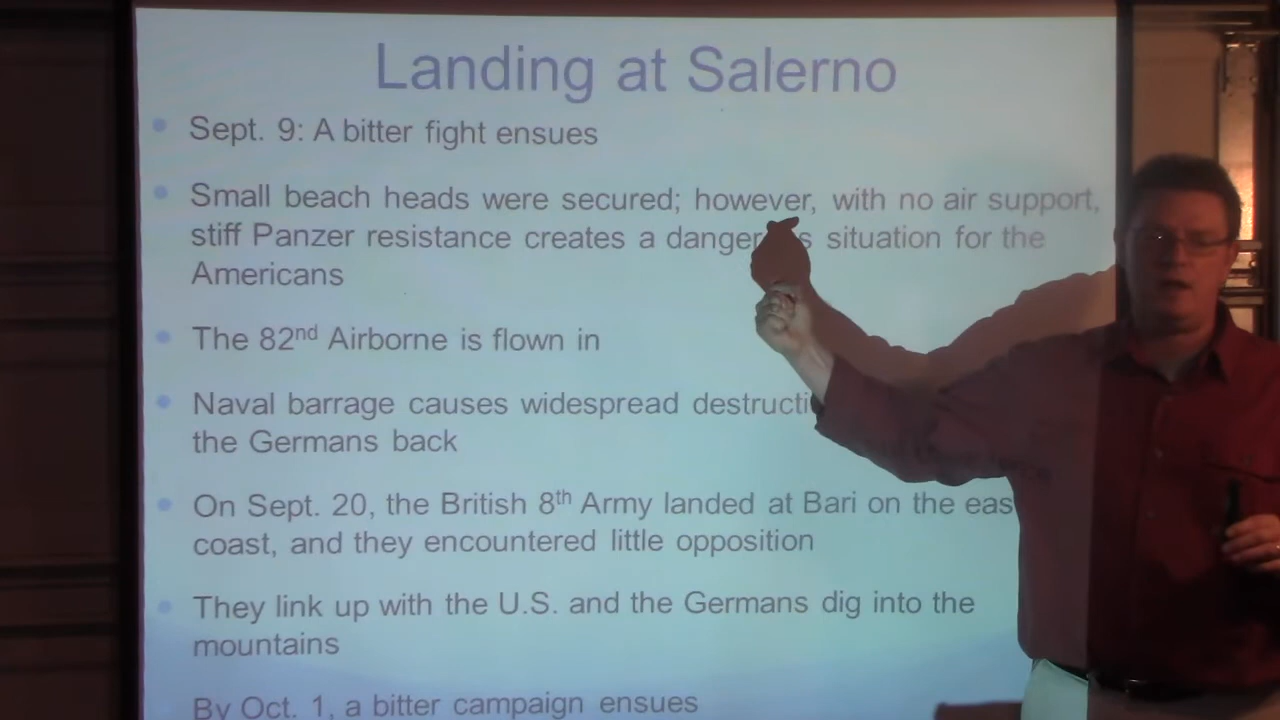 Landing at Salerno
Sept. 9: A bitter fight ensues
Small beach heads were secured; however, with no air support,
stiff Panzer resistance creates a situation for the
Americans
The 82nd Airborne is flown in
Naval barrage causes widespread
the Germans back
On Sept. 20, the British 8th Army landed at Bari on the
coast, and they encountered little opposition
They link up with the U.S. and the Germans dig into the
mountains
By Oct. 1, a bitter campaign ensues